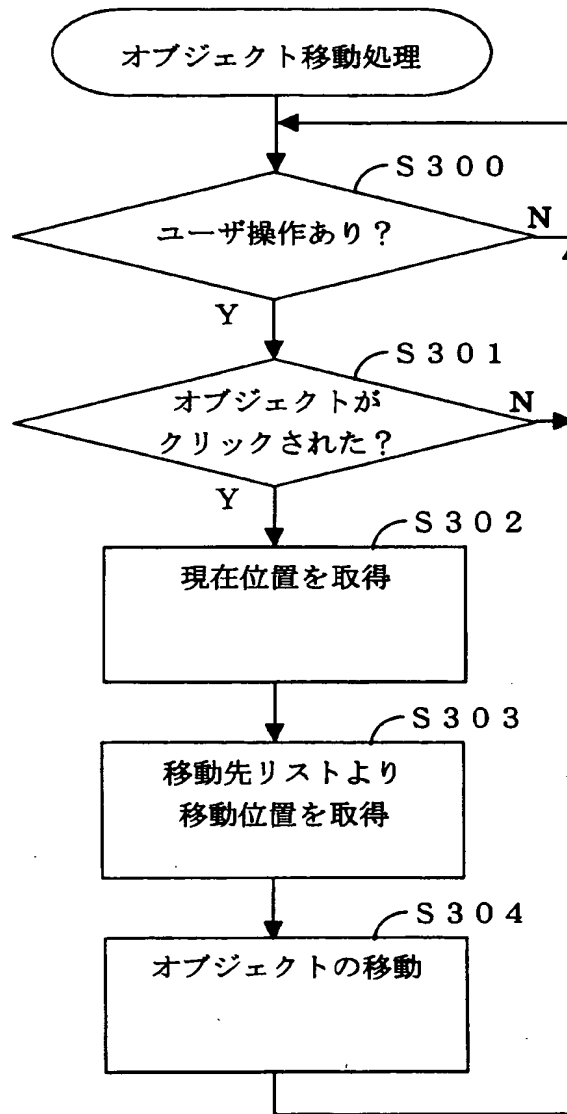 オブジェクト移動処理
S300
ユーザ操作あり?
N
Y
S301
オブジェクトが
クリックされた?
N
Y
S302
現在位置を取得
S303
移動先リストより
移動位置を取得
S304
オブジェクトの移動